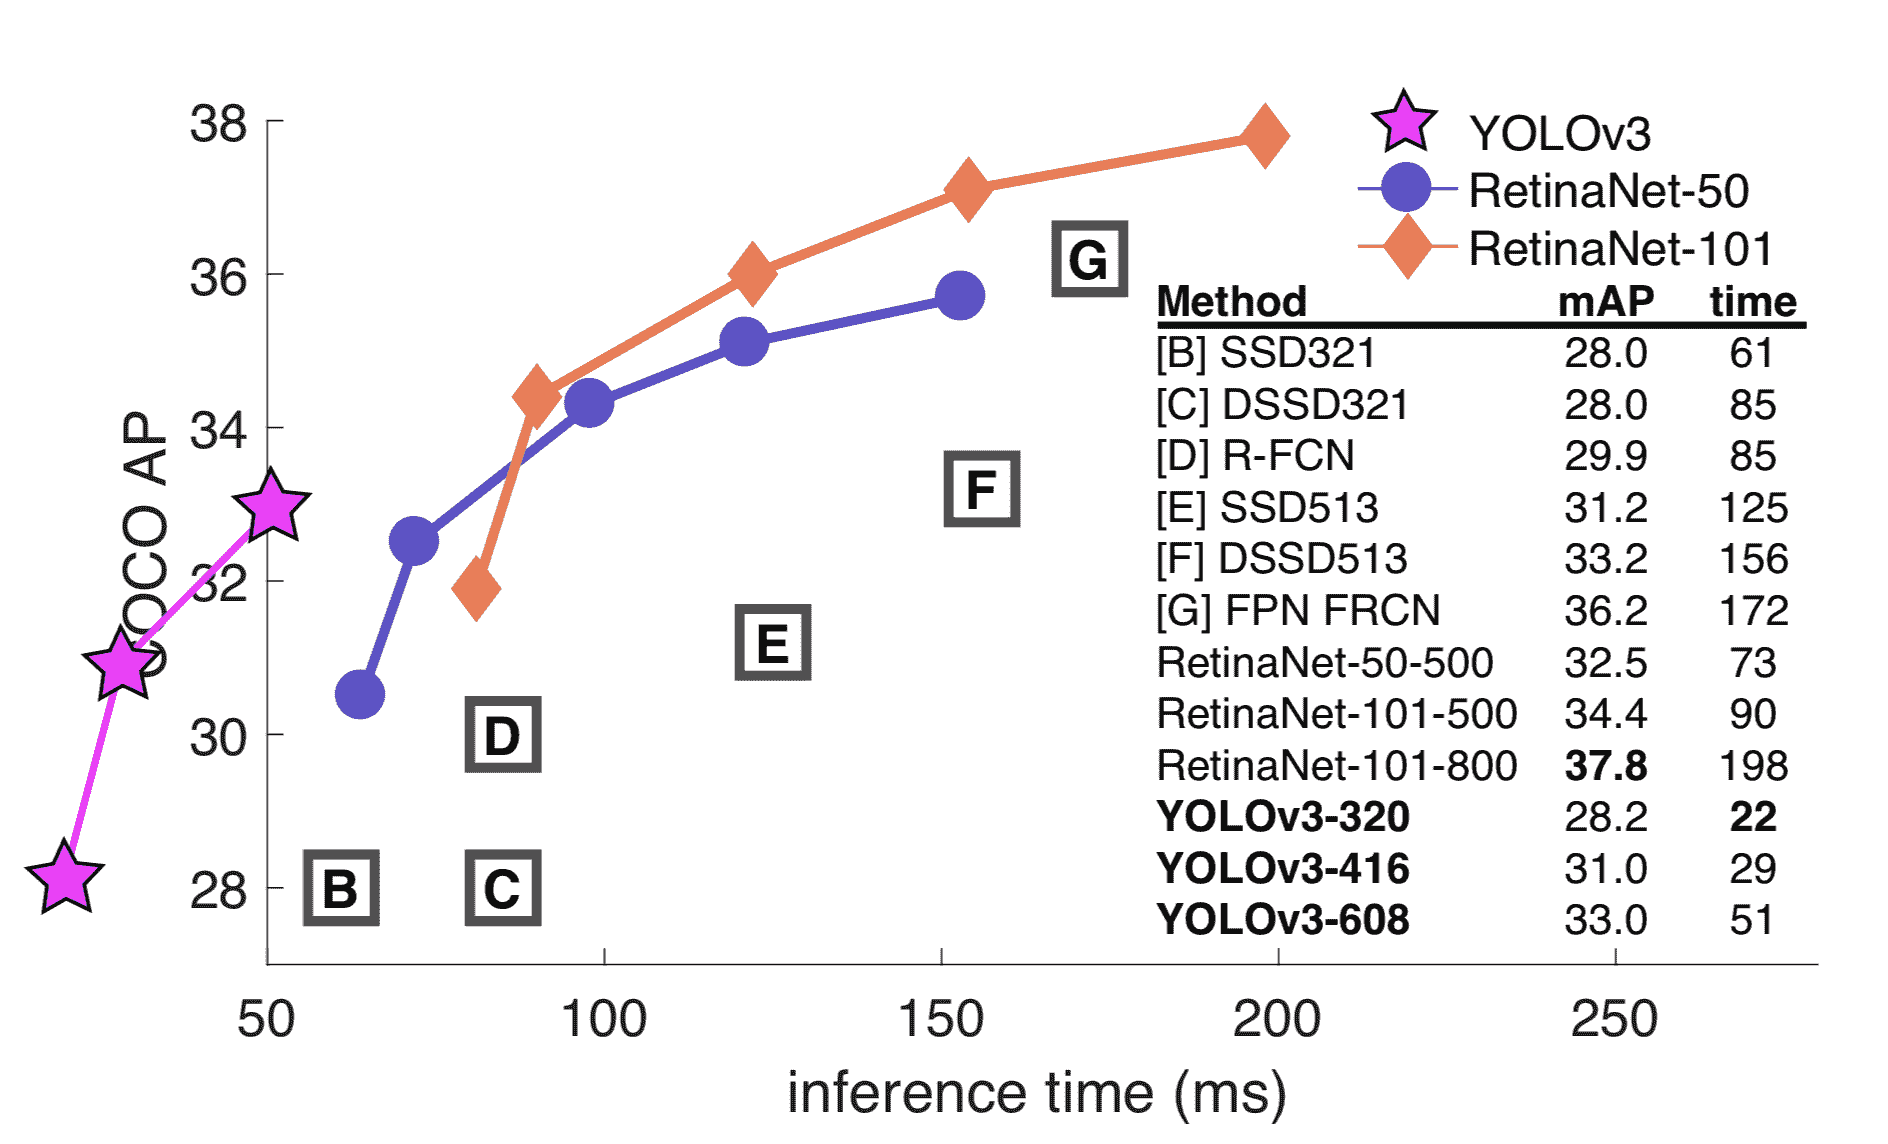 38
36
34
32
30
28
COCO AP
50 100 150 200 250
inference time (ms)
B
C
D
E
F
G
YOLOv3
RetinaNet-50
RetinaNet-101
Method mAP time
[B] SSD321 28.0 61
[C] DSSD321 28.0 85
[D] R-FCN 29.9 85
[E] SSD513 31.2 125
[F] DSSD513 33.2 156
[G] FPN FRCN 36.2 172
RetinaNet-50-500 32.5 73
RetinaNet-101-500 34.4 90
RetinaNet-101-800 37.8 198
YOLOv3-320 28.2 22
YOLOv3-416 31.0 29
YOLOv3-608 33.0 51